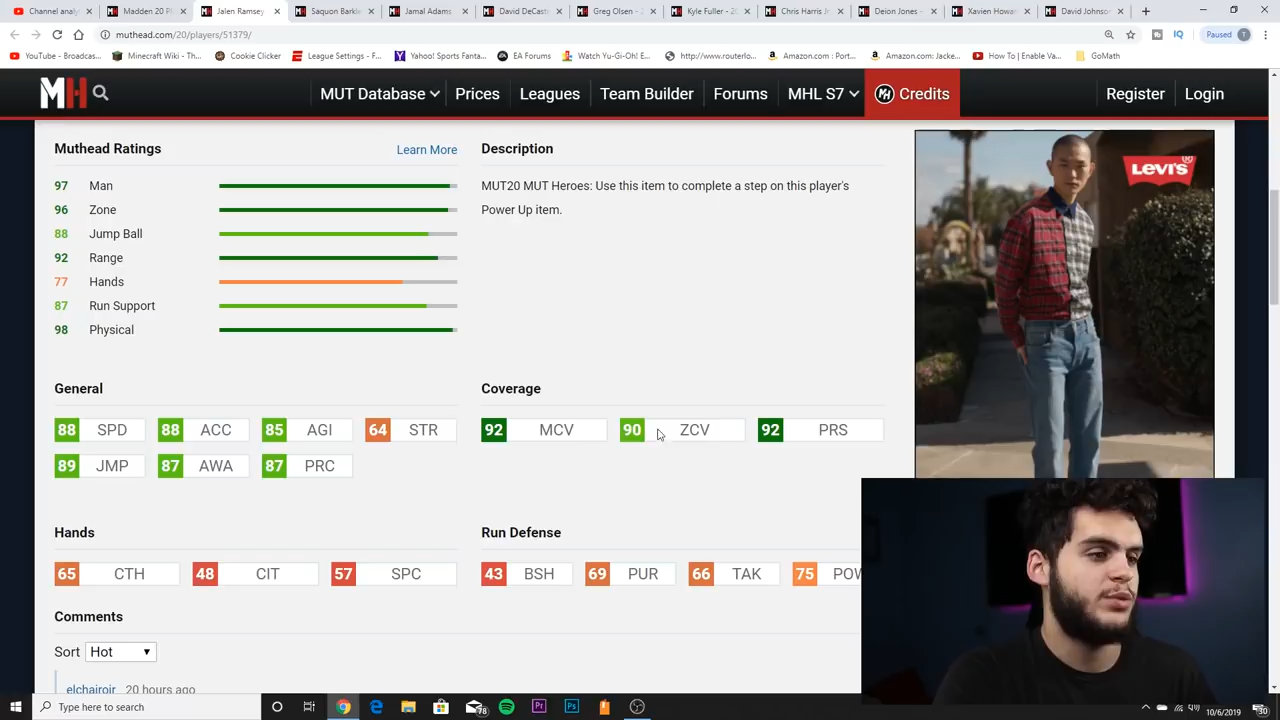 Channel analy
Madden 20 Pl
Jalen Ramsey
Saquon Barkle
Jamal Adams
David DeCast
Greg Olsen -
Kyle Fuller - 20
Chris Harris Jr
Deion Jones -
Xavien Howa
David Johnso
muthead.com/20/players/51379/
Paused
T
YouTube - Broadcas...
Minecraft Wiki - Th...
Cookie Clicker
League Settings - F...
Yahoo! Sports Fanta...
EA Forums
Watch Yu-Gi-Oh! E...
http://www.routerlo...
Amazon.com : Port...
Amazon.com: Jacke...
How To | Enable Va...
GoMath
MH
MUT Database
Prices
Leagues
Team Builder
Forums
MHL S7
Credits
Register
Login
Muthead Ratings
Learn More
97 Man
96 Zone
88 Jump Ball
92 Range
77 Hands
87 Run Support
98 Physical
Description
MUT20 MUT Heroes: Use this item to complete a step on this player's
Power Up item.
LEVI'S
General
88 SPD 88 ACC 85 AGI 64 STR
89 JMP 87 AWA 87 PRC
Coverage
92 MCV 90 ZCV 92 PRS
Hands
65 CTH 48 CIT 57 SPC
Run Defense
43 BSH 69 PUR 66 TAK 75 POW
Comments
Sort Hot
elchairoir 20 hours ago
Type here to search
78
Pr
Ps
10/6/2019
30